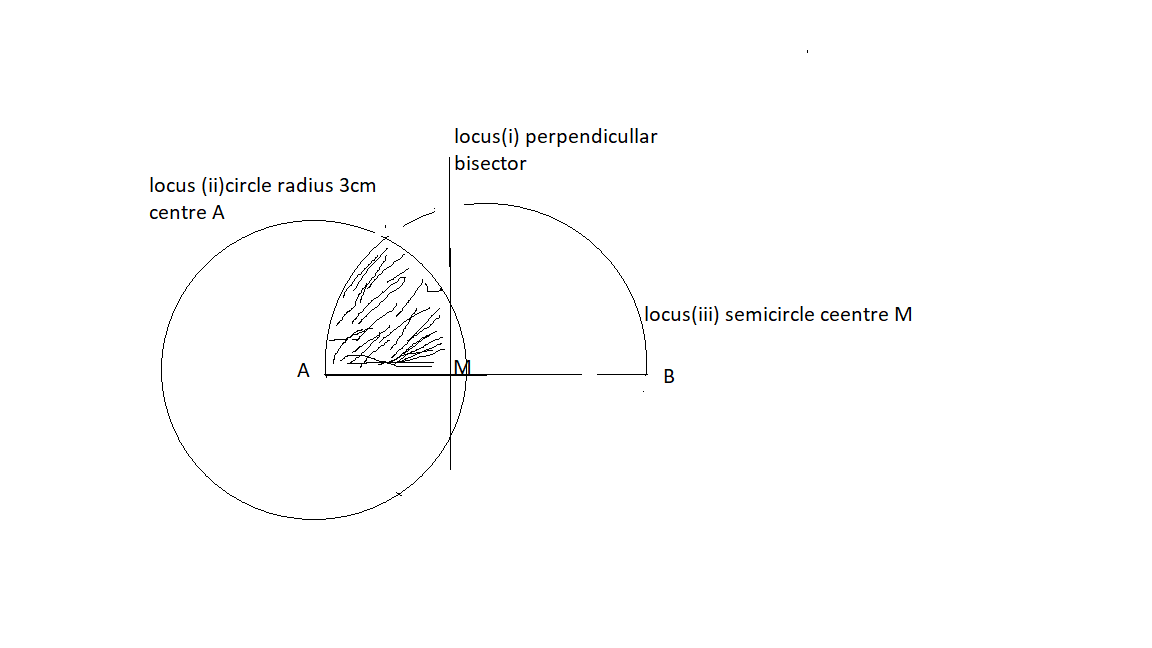 locus(i) perpendicullar
bisector
locus (ii)circle radius 3cm
centre A
locus(iii) semicircle ceentre M
A
M
B